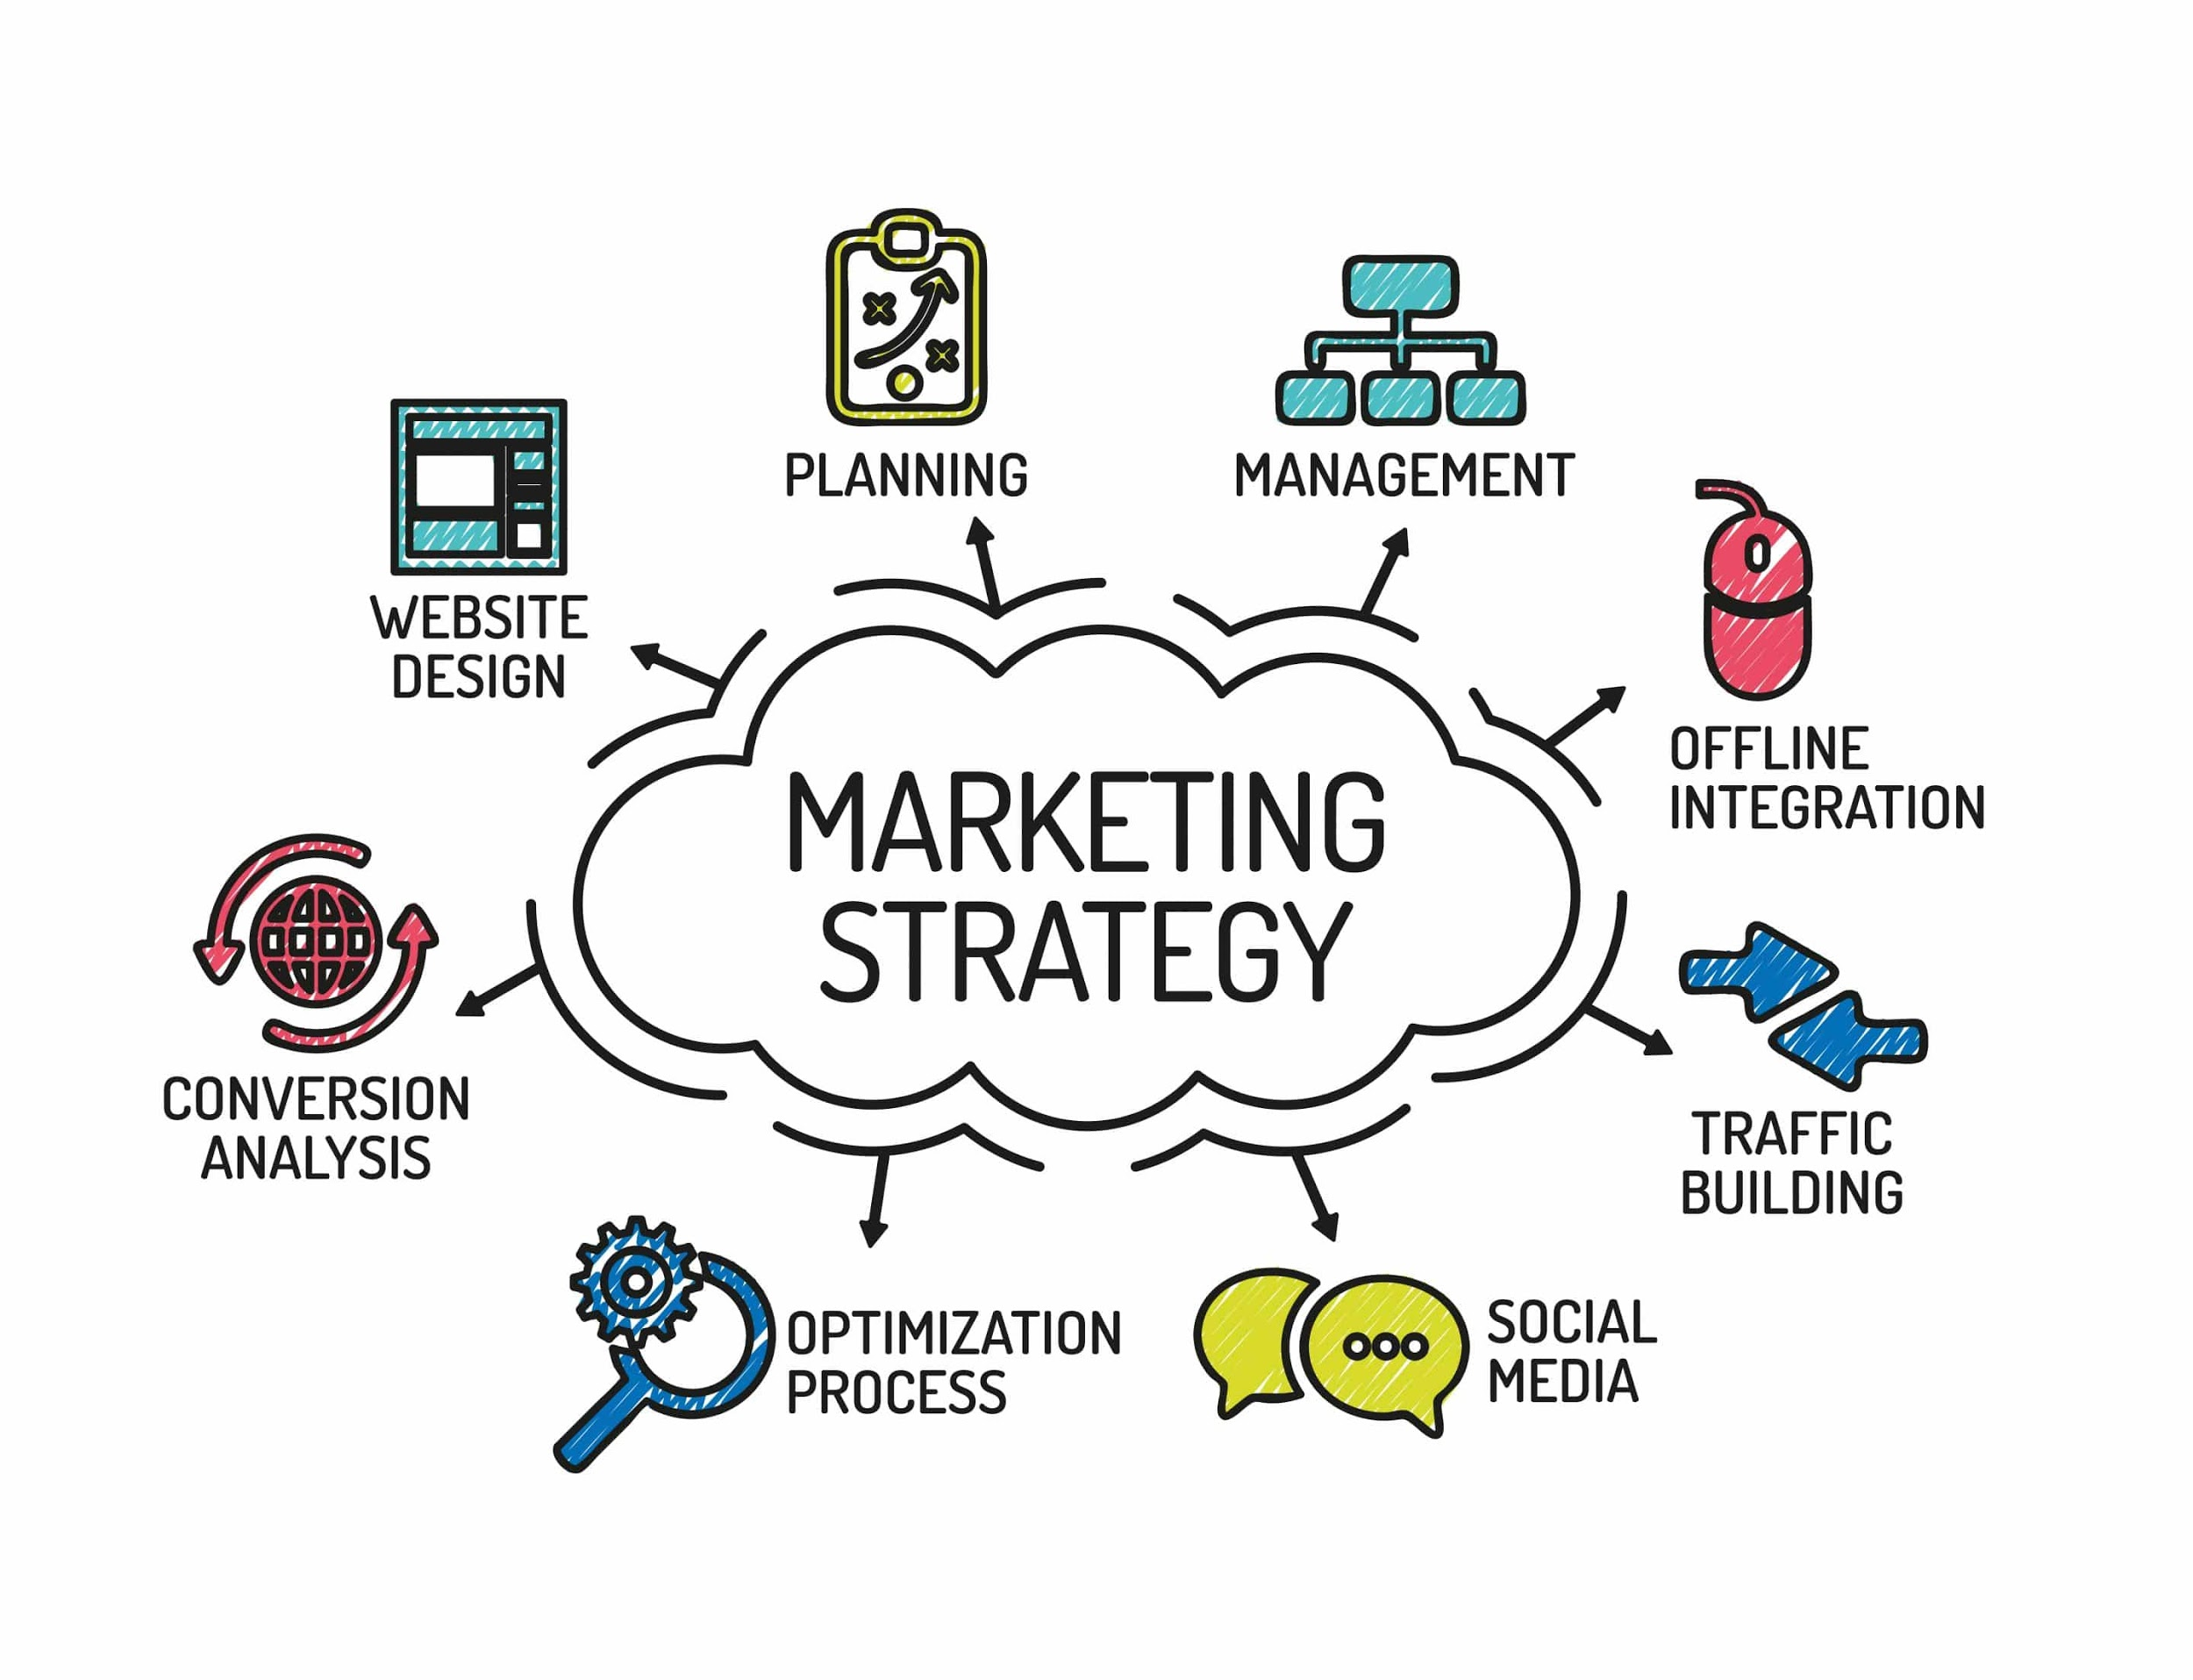 PLANNING
MANAGEMENT
WEBSITE
DESIGN
OFFLINE
INTEGRATION
MARKETING
STRATEGY
CONVERSION
ANALYSIS
TRAFFIC
BUILDING
OPTIMIZATION
PROCESS
SOCIAL
MEDIA